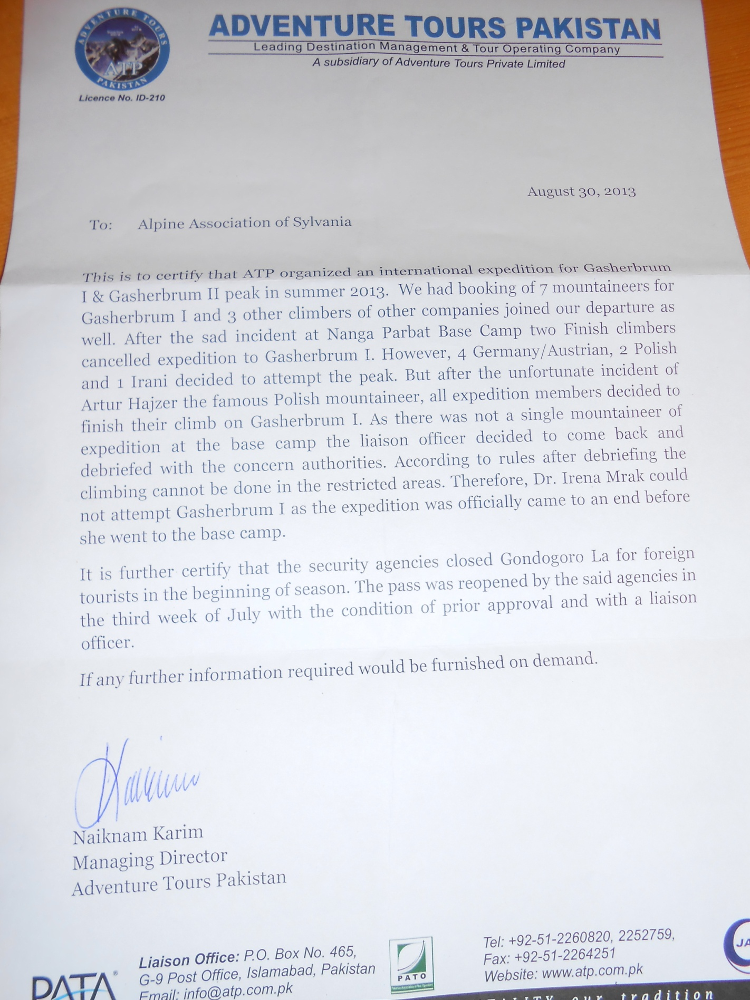 ADVENTURE TOURS
ATP
PAKISTAN
Licence No. ID-210
ADVENTURE TOURS PAKISTAN
Leading Destination Management & Tour Operating Company
A subsidiary of Adventure Tours Private Limited
August 30, 2013
To: Alpine Association of Sylvania
This is to certify that ATP organized an international expedition for Gasherbrum
I & Gasherbrum II peak in summer 2013. We had booking of 7 mountaineers for
Gasherbrum I and 3 other climbers of other companies joined our departure as
well. After the sad incident at Nanga Parbat Base Camp two Finish climbers
cancelled expedition to Gasherbrum I. However, 4 Germany/Austrian, 2 Polish
and 1 Irani decided to attempt the peak. But after the unfortunate incident of
Artur Hajzer the famous Polish mountaineer, all expedition members decided to
finish their climb on Gasherbrum I. As there was not a single mountaineer of
expedition at the base camp the liaison officer decided to come back and
debriefed with the concern authorities. According to rules after debriefing the
climbing cannot be done in the restricted areas. Therefore, Dr. Irena Mrak could
not attempt Gasherbrum I as the expedition was officially came to an end before
she went to the base camp.
It is further certify that the security agencies closed Gondogoro La for foreign
tourists in the beginning of season. The pass was reopened by the said agencies in
the third week of July with the condition of prior approval and with a liaison
officer.
If any further information required would be furnished on demand.
Naiknam Karim
Managing Director
Adventure Tours Pakistan
PATA®
Liaison Office: P.O. Box No. 465,
G-9 Post Office, Islamabad, Pakistan
Email: info@atp.com.pk
PATO
Tel: +92-51-2260820, 2252759,
Fax: +92-51-2264251
Website: www.atp.com.pk
JA
our tradition